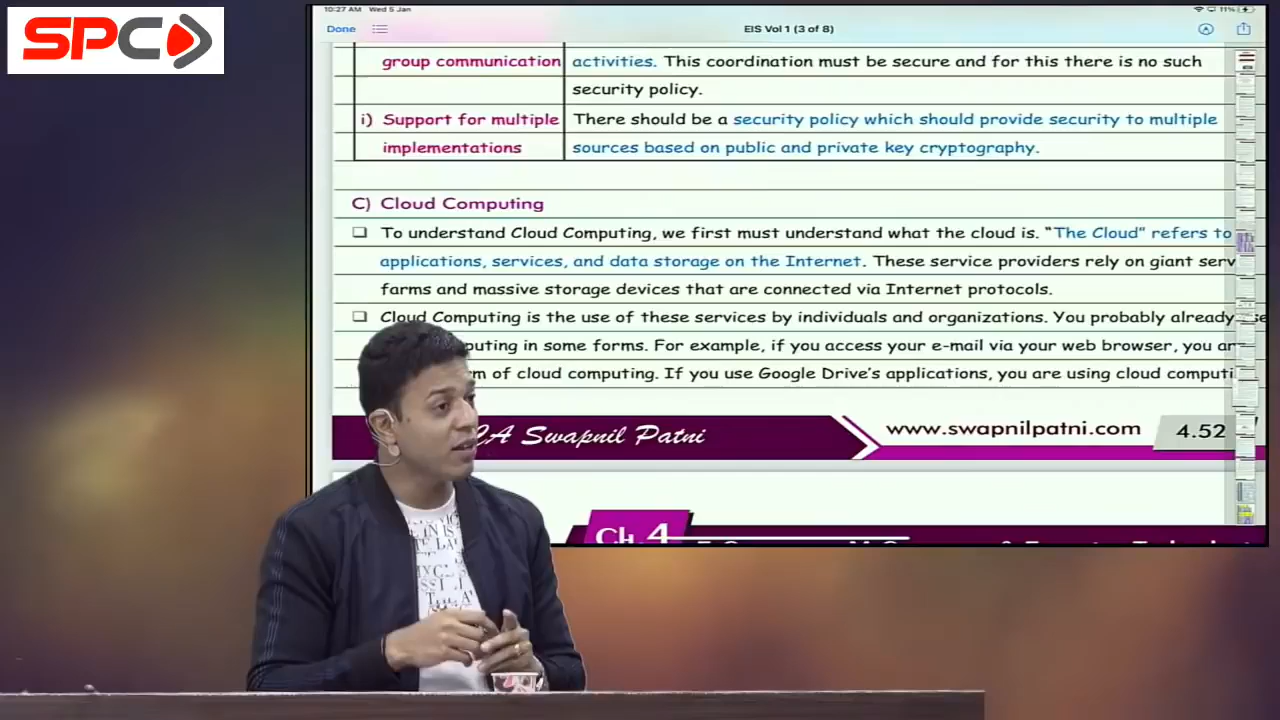 SPC
10:27 AM Wed 5 Jan
11%
Done
EIS Vol 1 (3 of 8)
group communication activities. This coordination must be secure and for this there is no such
security policy.
i) Support for multiple There should be a security policy which should provide security to multiple
implementations sources based on public and private key cryptography.
C) Cloud Computing
❑ To understand Cloud Computing, we first must understand what the cloud is. “The Cloud” refers to
applications, services, and data storage on the Internet. These service providers rely on giant serv
farms and massive storage devices that are connected via Internet protocols.
❑ Cloud Computing is the use of these services by individuals and organizations. You probably already
puting in some forms. For example, if you access your e-mail via your web browser, you ar
rm of cloud computing. If you use Google Drive’s applications, you are using cloud computi
CA Swapnil Patni
www.swapnilpatni.com
4.52
Ch 4